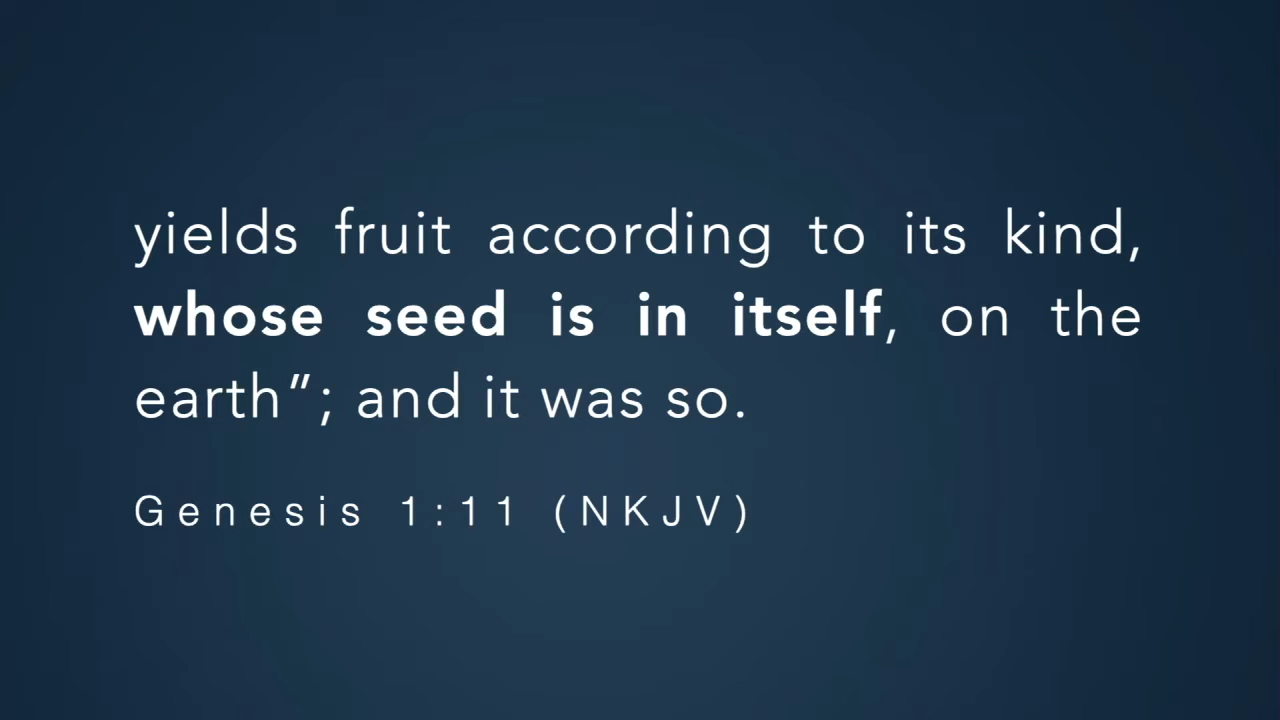 yields fruit according to its kind,
whose seed is in itself, on the
earth”; and it was so.
Genesis 1:11 (NKJV)